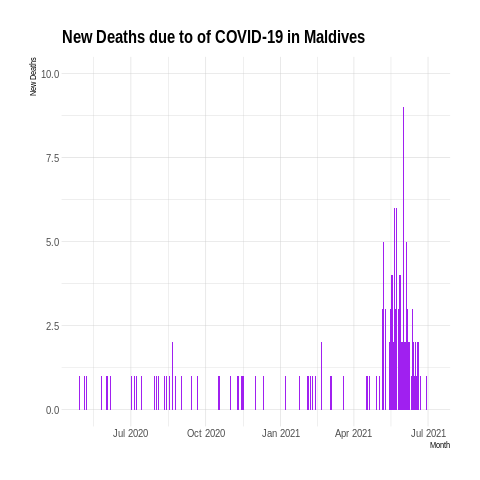 New Deaths due to of COVID-19 in Maldives
New Deaths
10.0
7.5
5.0
2.5
0.0
Jul 2020 Oct 2020 Jan 2021 Apr 2021 Jul 2021
Month